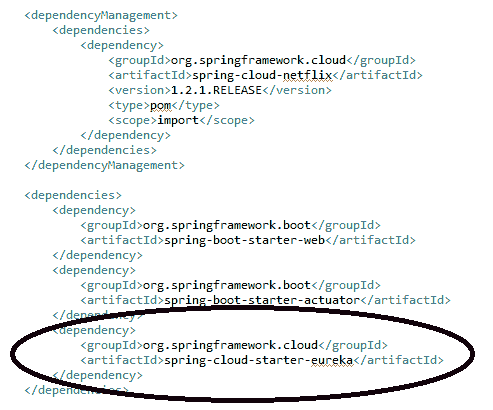 <dependencyManagement>
<dependencies>
<dependency>
<groupId>org.springframework.cloud</groupId>
<artifactId>spring-cloud-netflix</artifactId>
<version>1.2.1.RELEASE</version>
<type>pom</type>
<scope>import</scope>
</dependency>
</dependencies>
</dependencyManagement>
<dependencies>
<dependency>
<groupId>org.springframework.boot</groupId>
<artifactId>spring-boot-starter-web</artifactId>
</dependency>
<dependency>
<groupId>org.springframework.boot</groupId>
<artifactId>spring-boot-starter-actuator</artifactId>
</dependency>
<dependency>
<groupId>org.springframework.cloud</groupId>
<artifactId>spring-cloud-starter-eureka</artifactId>
</dependency>
</dependencies>